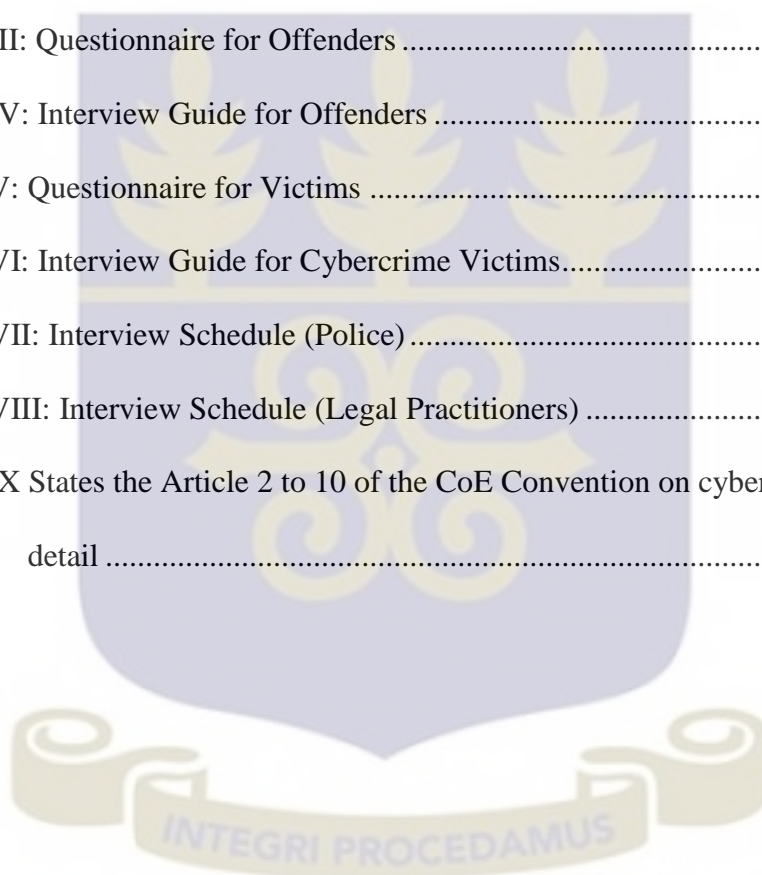 II: Questionnaire for Offenders ..........................................
V: Interview Guide for Offenders ......................................
V: Questionnaire for Victims .............................................
VI: Interview Guide for Cybercrime Victims.......................
VII: Interview Schedule (Police) .........................................
VIII: Interview Schedule (Legal Practitioners) ....................
X States the Article 2 to 10 of the CoE Convention on cyber
detail ..............................................................................
INTEGRI PROCEDAMUS